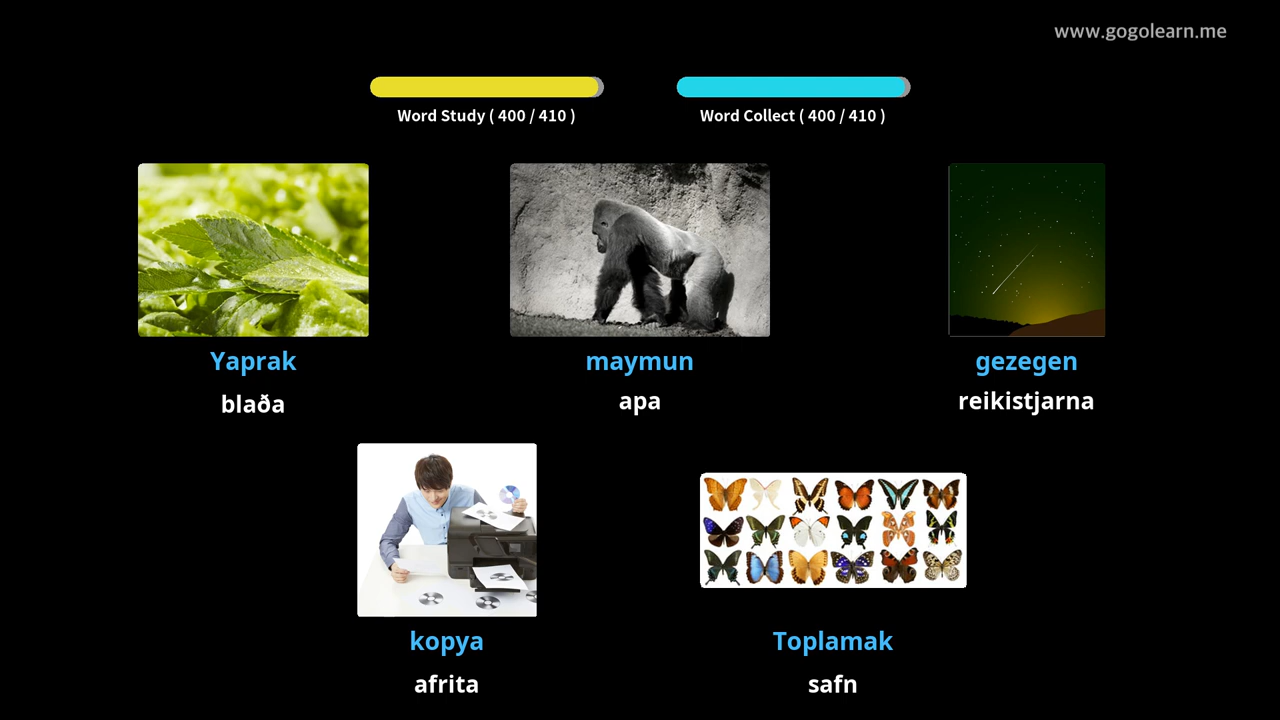 www.gogolearn.me
Word Study ( 400 / 410 )
Word Collect ( 400 / 410 )
Yaprak
maymun
gezegen
blaða
apa
reikistjarna
kopya
Toplamak
afrita
safn